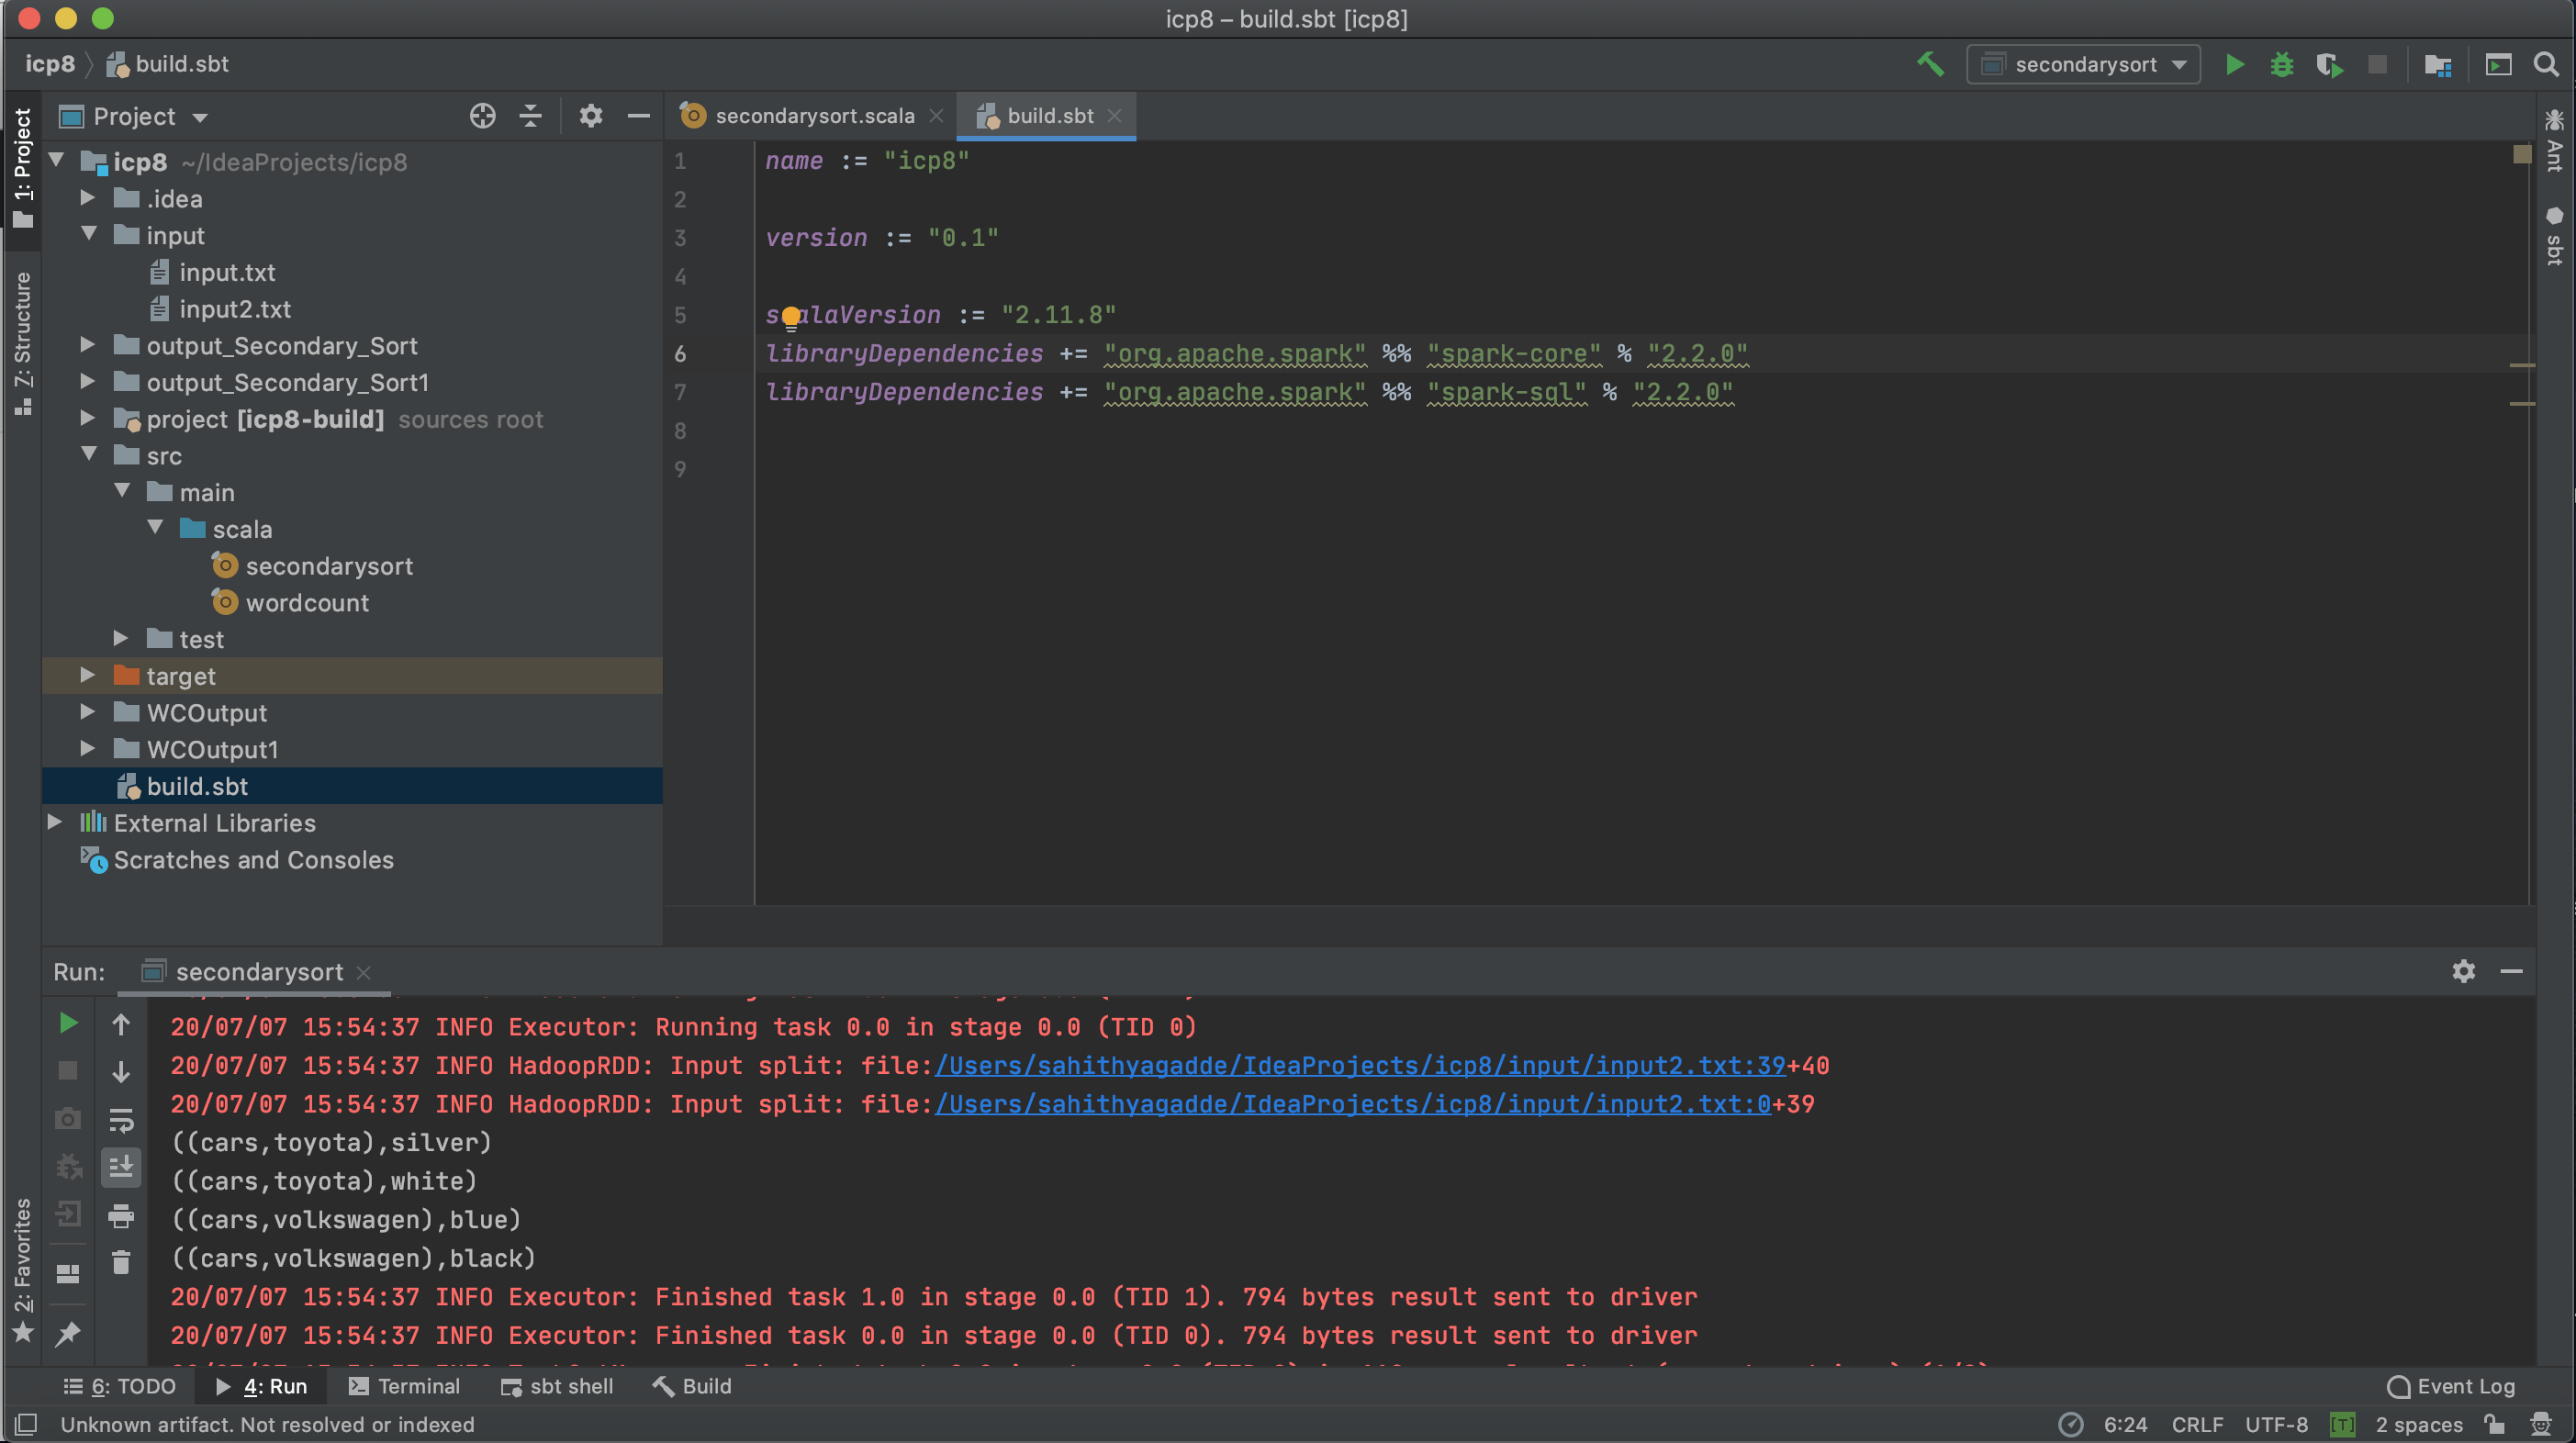 icp8 – build.sbt [icp8]
icp8 build.sbt
secondarysort
1: Project
Z: Structure
2: Favorites
Project
icp8 ~/IdeaProjects/icp8
.idea
input
input.txt
input2.txt
output_Secondary_Sort
output_Secondary_Sort1
project [icp8-build] sources root
src
main
scala
secondarysort
wordcount
test
target
WCOutput
WCOutput1
build.sbt
External Libraries
Scratches and Consoles
secondarysort.scala
build.sbt
1 name := "icp8"
2
3 version := "0.1"
4
5 scalaVersion := "2.11.8"
6 libraryDependencies += "org.apache.spark" %% "spark-core" % "2.2.0"
7 libraryDependencies += "org.apache.spark" %% "spark-sql" % "2.2.0"
8
9
Ant
sbt
Run: secondarysort
20/07/07 15:54:37 INFO Executor: Running task 0.0 in stage 0.0 (TID 0)
20/07/07 15:54:37 INFO HadoopRDD: Input split: file:/Users/sahithyagadde/IdeaProjects/icp8/input/input2.txt:39+40
20/07/07 15:54:37 INFO HadoopRDD: Input split: file:/Users/sahithyagadde/IdeaProjects/icp8/input/input2.txt:0+39
((cars,toyota),silver)
((cars,toyota),white)
((cars,volkswagen),blue)
((cars,volkswagen),black)
20/07/07 15:54:37 INFO Executor: Finished task 1.0 in stage 0.0 (TID 1). 794 bytes result sent to driver
20/07/07 15:54:37 INFO Executor: Finished task 0.0 in stage 0.0 (TID 0). 794 bytes result sent to driver
6: TODO 4: Run Terminal sbt shell Build Event Log
Unknown artifact. Not resolved or indexed 6:24 CRLF UTF-8 [T] 2 spaces